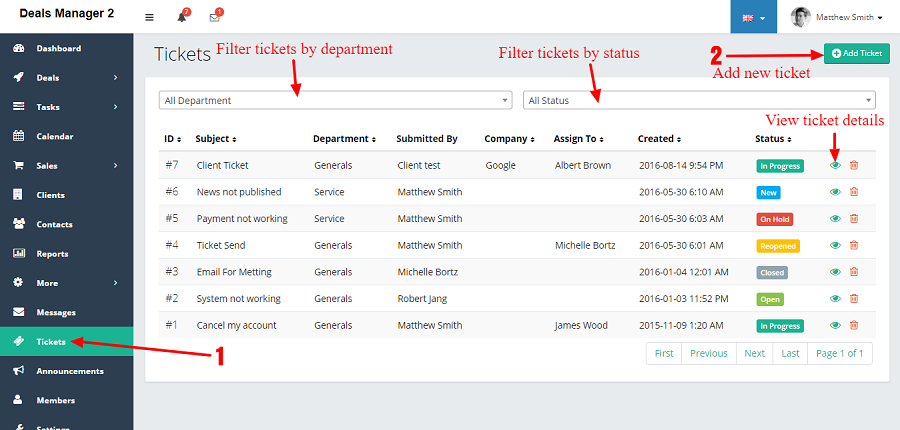 Deals Manager 2
7
1
Matthew Smith
Dashboard
Deals
Tasks
Calendar
Sales
Clients
Contacts
Reports
More
Messages
Tickets
Announcements
Members
Settings
1
Tickets
Filter tickets by department
Filter tickets by status
2
Add Ticket
Add new ticket
All Department
All Status
View ticket details
ID Subject Department Submitted By Company Assign To Created Status
#7 Client Ticket Generals Client test Google Albert Brown 2016-08-14 9:54 PM In Progress
#6 News not published Service Matthew Smith 2016-05-30 6:10 AM New
#5 Payment not working Service Matthew Smith 2016-05-30 6:03 AM On Hold
#4 Ticket Send Generals Matthew Smith Michelle Bortz 2016-05-30 6:01 AM Reopened
#3 Email For Metting Generals Michelle Bortz 2016-01-04 12:01 AM Closed
#2 System not working Generals Robert Jang 2016-01-03 11:52 PM Open
#1 Cancel my account Generals Matthew Smith James Wood 2015-11-09 1:20 AM In Progress
First Previous Next Last Page 1 of 1